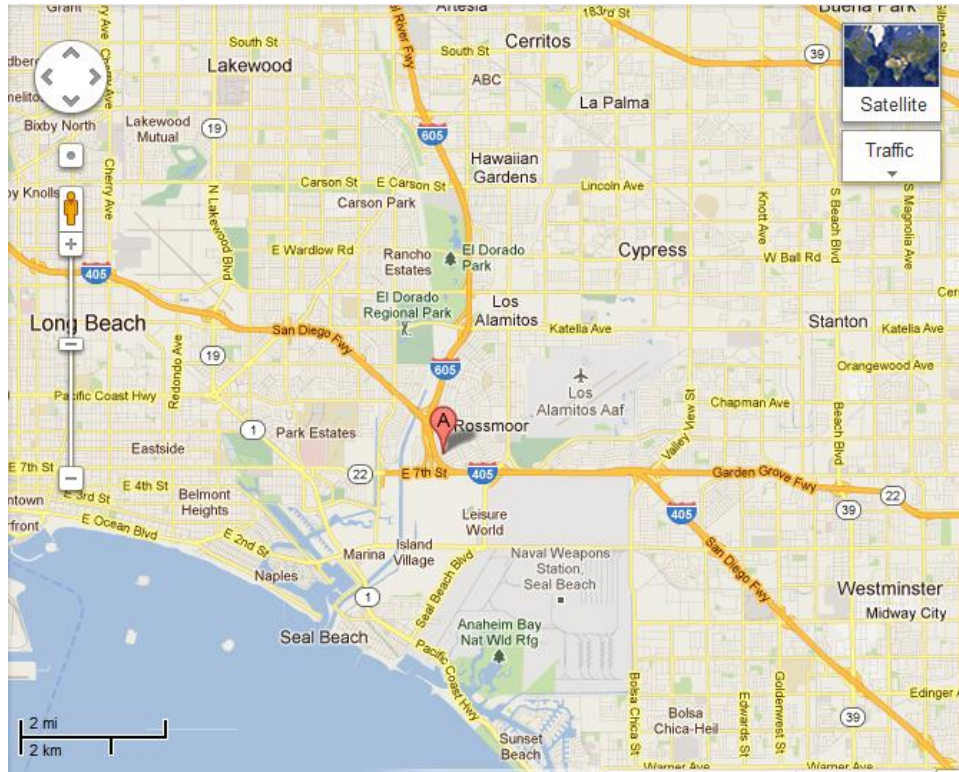 Grant
Artesia
183rd St
Buena Park
South St
South St
Cerritos
39
Lakewood
ABC
Satellite
La Palma
Traffic
Bixby North
Lakewood
Mutual
19
605
Cherry Ave
Cherry Ave
Hawaiian
Gardens
Carson St
E Carson St
Lincoln Ave
Carson Park
N Lakewood Blvd
Knott Ave
S Beach Blvd
S Magnolia Ave
E Wardlow Rd
Rancho
Estates
El Dorado
Park
Cypress
W Ball Rd
405
El Dorado
Regional Park
Los
Alamitos
Long Beach
San Diego Fwy
Katella Ave
Stanton
Katella Ave
Redondo Ave
19
605
Orangewood Ave
Los
Alamitos Aaf
Pacific Coast Hwy
Chapman Ave
Valley View St
A
Rossmoor
1
Park Estates
Eastside
E 7th St
22
E 7th St
405
Garden Grove Fwy
22
E 3rd St
E 4th St
Belmont
Heights
39
405
E Ocean Blvd
E 2nd St
Leisure
World
Marina
Island
Village
Seal Beach Blvd
Naval Weapons
Station,
Seal Beach
San Diego Fwy
Naples
1
Westminster
Midway City
Seal Beach
Anaheim Bay
Nat Wld Rfg
Pacific Coast Hwy
Bolsa Chica St
Edwards St
Goldenwest St
Edinger A
Bolsa
Chica-Heil
39
2 mi
2 km
Sunset
Beach
Warner Ave
Warner Ave